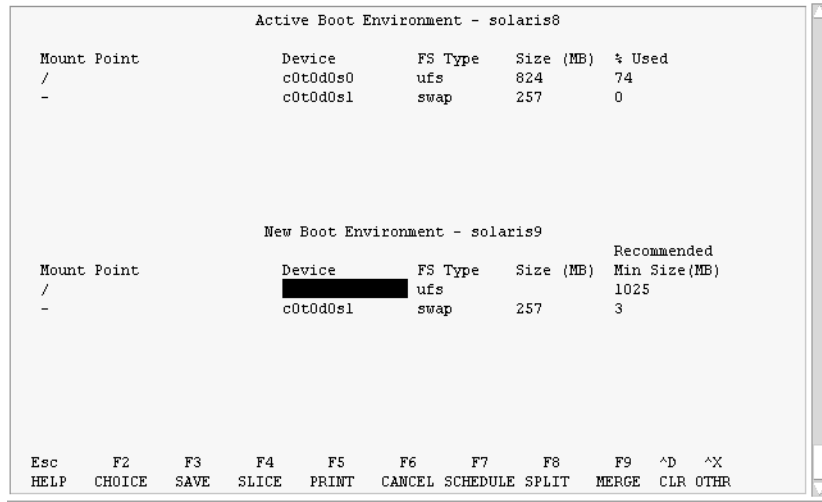 Active Boot Environment - solaris8
Mount Point Device FS Type Size (MB) % Used
/ c0t0d0s0 ufs 824 74
- c0t0d0s1 swap 257 0
New Boot Environment - solaris9
Recommended
Mount Point Device FS Type Size (MB) Min Size(MB)
/ ufs 1025
- c0t0d0s1 swap 257 3
Esc F2 F3 F4 F5 F6 F7 F8 F9 ^D ^X
HELP CHOICE SAVE SLICE PRINT CANCEL SCHEDULE SPLIT MERGE CLR OTHR